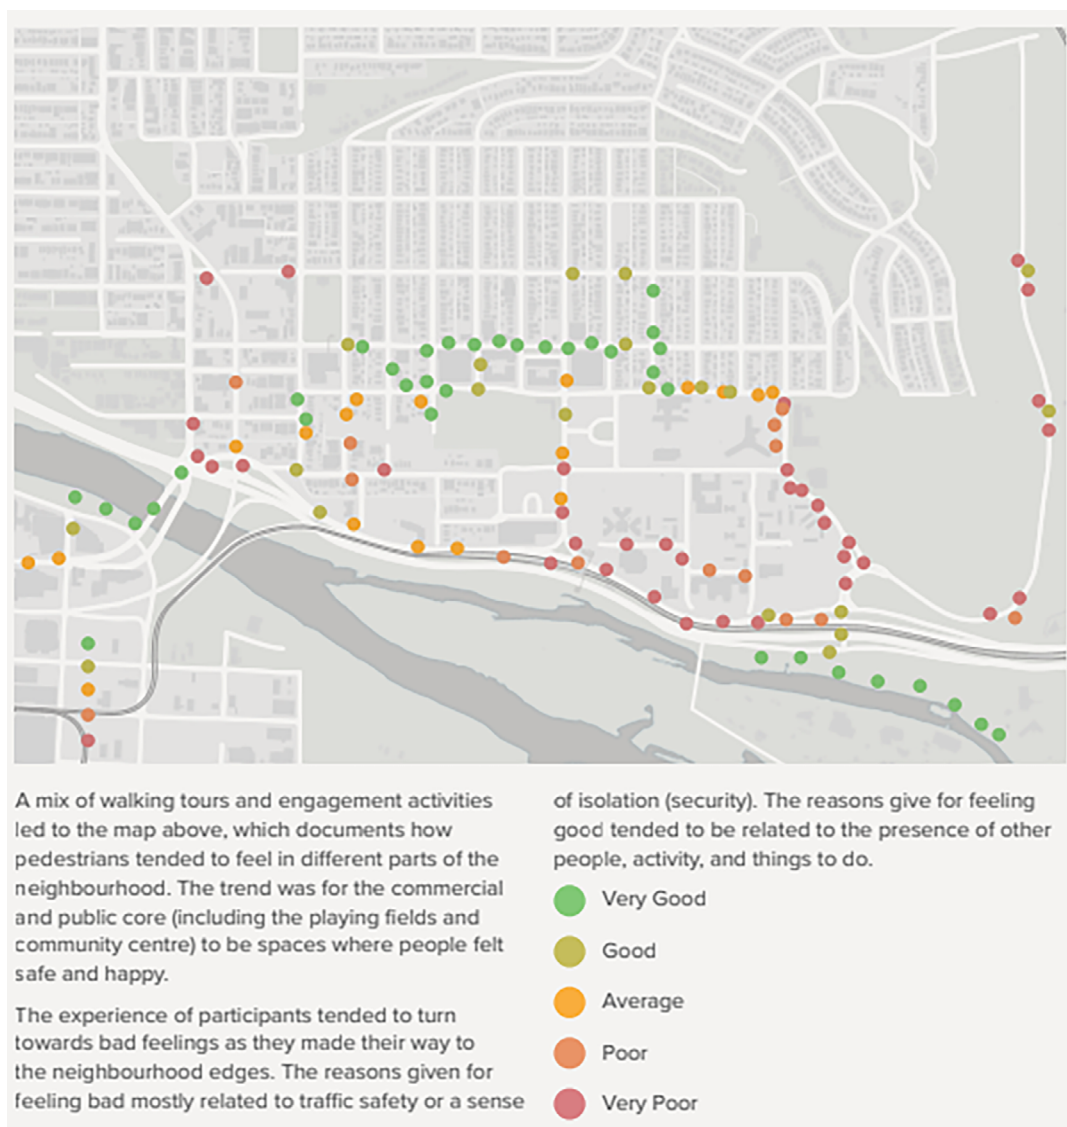 A mix of walking tours and engagement activities
led to the map above, which documents how
pedestrians tended to feel in different parts of the
neighbourhood. The trend was for the commercial
and public core (including the playing fields and
community centre) to be spaces where people felt
safe and happy.
The experience of participants tended to turn
towards bad feelings as they made their way to
the neighbourhood edges. The reasons given for
feeling bad mostly related to traffic safety or a sense
of isolation (security). The reasons give for feeling
good tended to be related to the presence of other
people, activity, and things to do.
Very Good
Good
Average
Poor
Very Poor